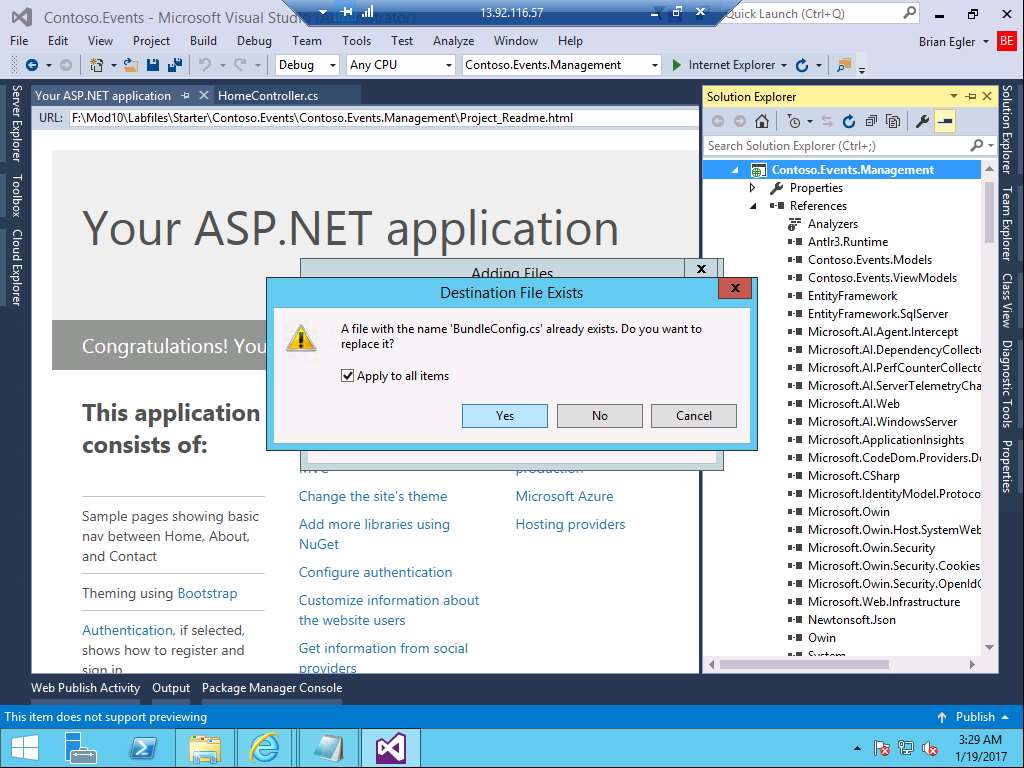 Contoso.Events - Microsoft Visual Studio (Administrator)
13.92.116.57
Quick Launch (Ctrl+Q)
File Edit View Project Build Debug Team Tools Test Analyze Window Help
Brian Egler
BE
Debug
Any CPU
Contoso.Events.Management
Internet Explorer
Server Explorer
Toolbox
Cloud Explorer
Your ASP.NET application
HomeController.cs
URL: F:\Mod10\Labfiles\Starter\Contoso.Events\Contoso.Events.Management\Project_Readme.html
Your ASP.NET application
Congratulations! You
This application
consists of:
Sample pages showing basic
nav between Home, About,
and Contact
Theming using Bootstrap
Authentication, if selected,
shows how to register and
sign in
MVC
Change the site's theme
Add more libraries using
NuGet
Configure authentication
Customize information about
the website users
Get information from social
providers
production
Microsoft Azure
Hosting providers
Adding Files
x
Destination File Exists
x
A file with the name 'BundleConfig.cs' already exists. Do you want to
replace it?
Apply to all items
Yes
No
Cancel
Solution Explorer
Search Solution Explorer (Ctrl+;)
Contoso.Events.Management
Properties
References
Analyzers
Antlr3.Runtime
Contoso.Events.Models
Contoso.Events.ViewModels
EntityFramework
EntityFramework.SqlServer
Microsoft.AI.Agent.Intercept
Microsoft.AI.DependencyCollecto
Microsoft.AI.PerfCounterCollecto
Microsoft.AI.ServerTelemetryCha
Microsoft.AI.Web
Microsoft.AI.WindowsServer
Microsoft.ApplicationInsights
Microsoft.CodeDom.Providers.Do
Microsoft.CSharp
Microsoft.IdentityModel.Protoco
Microsoft.Owin
Microsoft.Owin.Host.SystemWeb
Microsoft.Owin.Security
Microsoft.Owin.Security.Cookies
Microsoft.Owin.Security.OpenIdC
Microsoft.Web.Infrastructure
Newtonsoft.Json
Owin
System
Solution Explorer
Team Explorer
Class View
Diagnostic Tools
Properties
Web Publish Activity
Output
Package Manager Console
This item does not support previewing
Publish
3:29 AM
1/19/2017